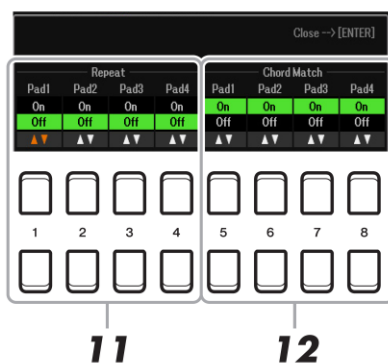 Close -->[ENTER]
Repeat Chord Match
Pad1 Pad2 Pad3 Pad4 Pad1 Pad2 Pad3 Pad4
On On On On On On On On
Off Off Off Off Off Off Off Off
1 2 3 4 5 6 7 8
11 12